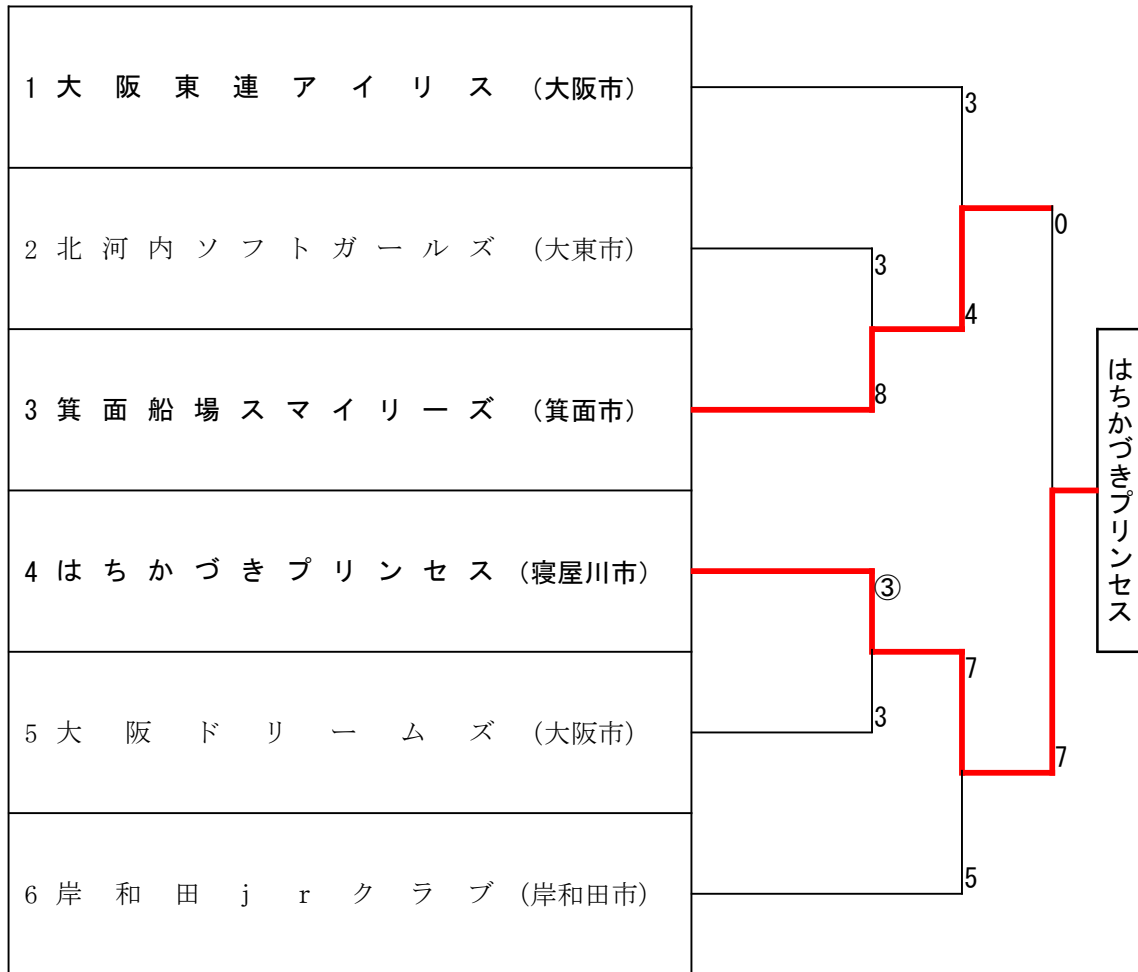 1 大阪東連アイリス (大阪市)
3
2 北河内ソフトガールズ (大東市)
0
3
4
3 箕面船場スマイリーズ (箕面市)
8
はちかづきプリンセス
4 はちかづきプリンセス (寝屋川市)
③
7
5 大阪ドリームズ (大阪市)
3
7
6 岸和田jrクラブ (岸和田市)
5